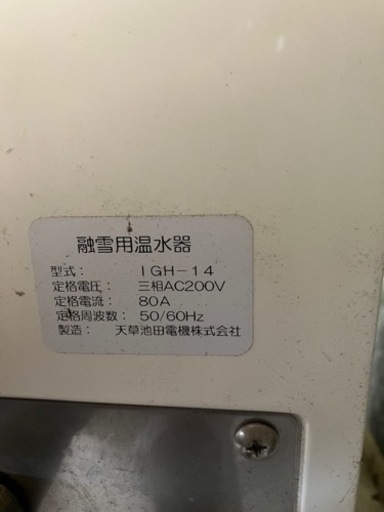 融雪用温水器
型式： IGH-14
定格電圧： 三相AC200V
定格電流： 80A
定格周波数： 50/60Hz
製造： 天草池田電機株式会社